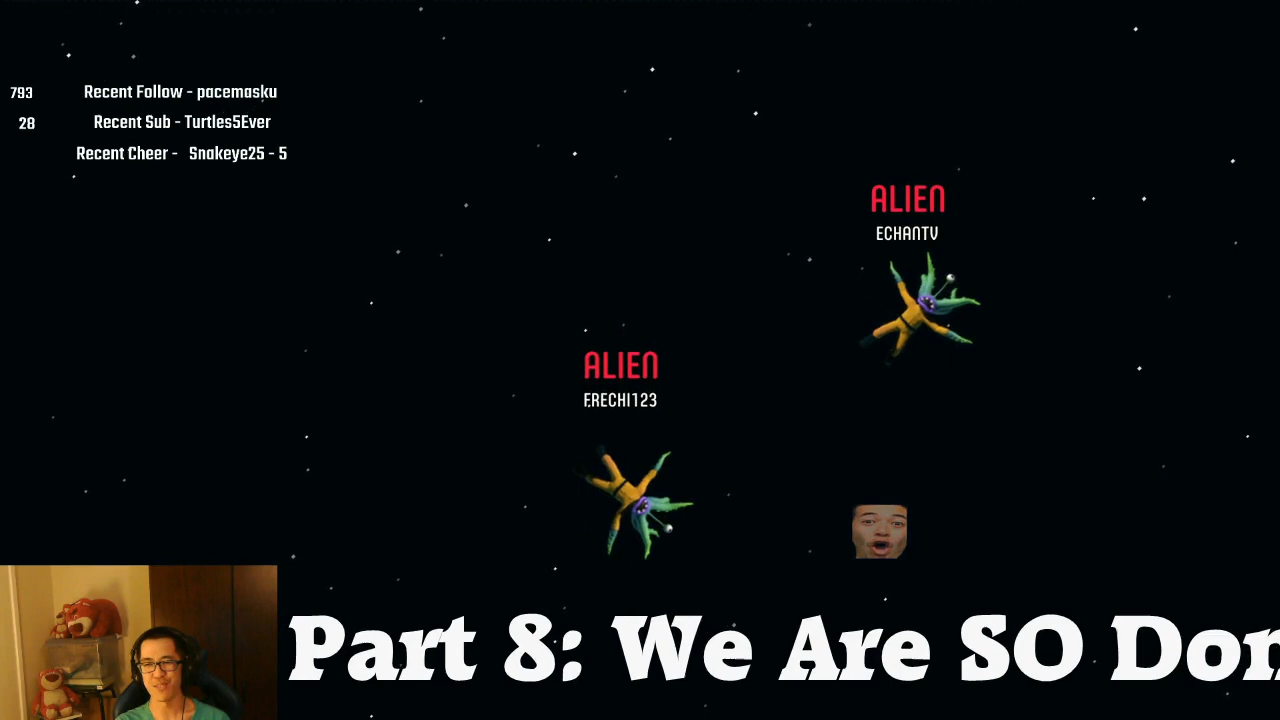 793 Recent Follow - pacemasku
28 Recent Sub - Turtles5Ever
Recent Cheer - Snakeye25 - 5
ALIEN
ECHANTV
ALIEN
FRECHI123
Part 8: We Are SO Don